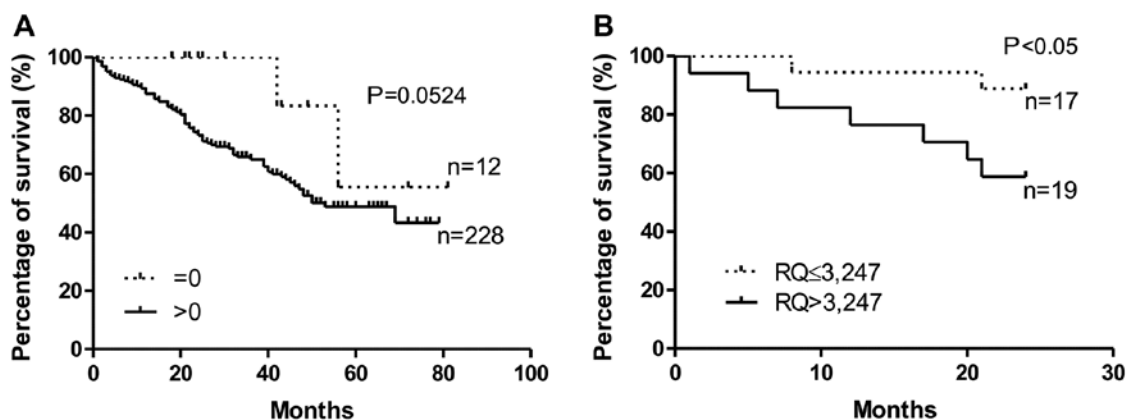 A
Percentage of survival (%)
100
80
60
40
20
0
0 20 40 60 80 100
Months
P=0.0524
n=12
n=228
=0
>0
B
Percentage of survival (%)
100
80
60
40
20
0
0 10 20 30
Months
P<0.05
n=17
n=19
RQ≤3,247
RQ>3,247